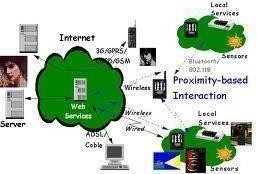 Local
Services
Internet
3G/GPRS/
/GSM
Sensors
Bluetooth/
802.11B
Proximity-based
Interaction
Wireless
Web
Services
Server
Wireless
Wired
Local
Services
ADSL/
Cable
Sensors